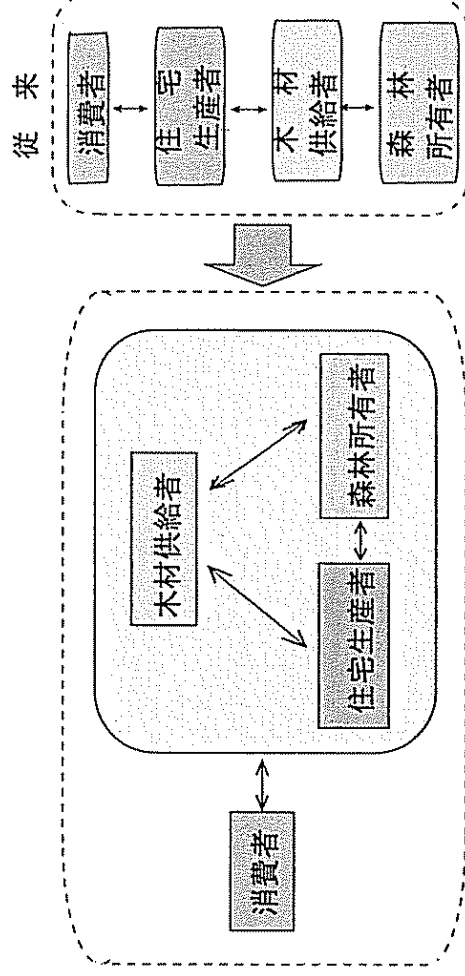 従来
消費者
住宅
生産者
木材
供給者
森林
所有者
木材供給者
住宅生産者
森林所有者
消費者